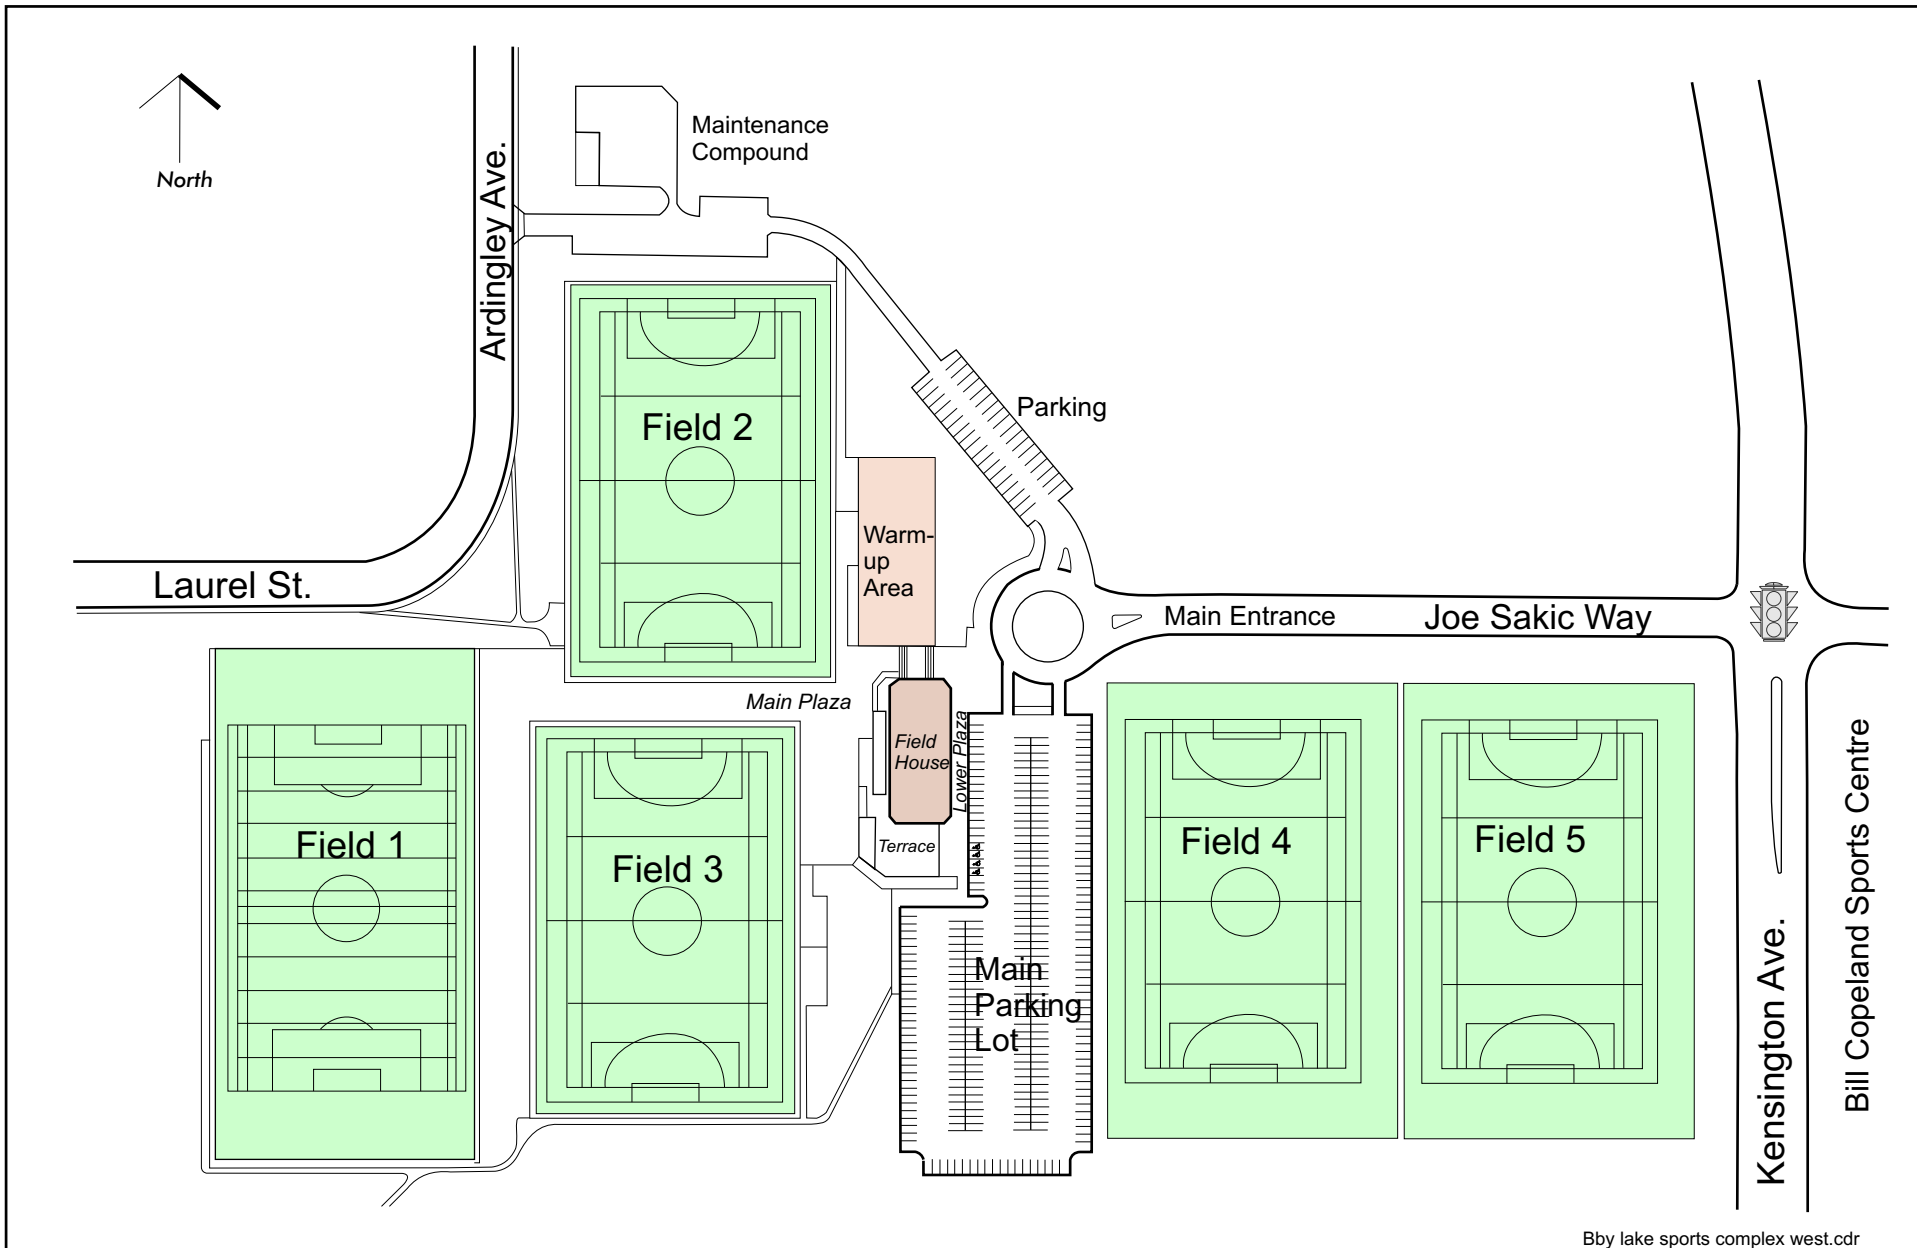 North
Maintenance
Compound
Ardingley Ave.
Parking
Field 2
Warm-
up
Area
Laurel St.
Main Entrance
Joe Sakic Way
Main Plaza
Field
House
Lower Plaza
Terrace
Field 1
Field 3
Field 4
Field 5
Main
Parking
Lot
Kensington Ave.
Bill Copeland Sports Centre
Bby lake sports complex west.cdr